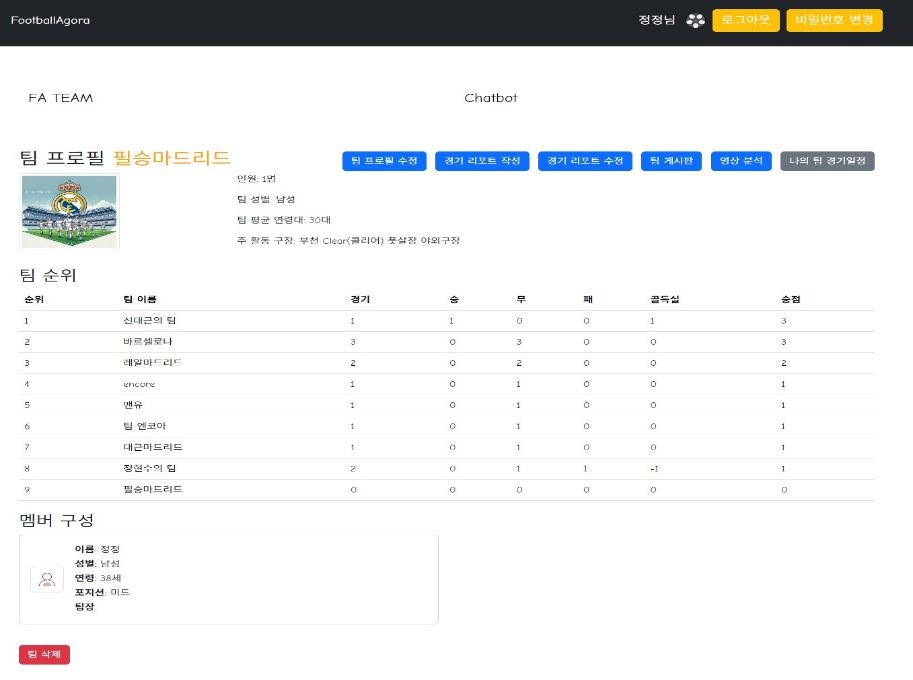 FootballAgora 정정님 로그아웃 비밀번호 변경
FA TEAM Chatbot
팀 프로필 필승마드리드 팀 프로필 수정 경기 리포트 작성 경기 리포트 수정 팀 게시판 영상 분석 나의 팀 경기일정
인원: 1명
팀 성별: 남성
팀 평균 연령대: 30대
주 활동 구장: 부천 Clear(클리어) 풋살장 야외구장
팀 순위
순위 팀 이름 경기 승 무 패 골득실 승점
1 신대근의 팀 1 1 0 0 1 3
2 바르셀로나 3 0 3 0 0 3
3 레알마드리드 2 0 2 0 0 2
4 encore 1 0 1 0 0 1
5 맨유 1 0 1 0 0 1
6 팀 엔코아 1 0 1 0 0 1
7 대근마드리드 1 0 1 0 0 1
8 정현수의 팀 2 0 1 1 -1 1
9 필승마드리드 0 0 0 0 0 0
멤버 구성
이름: 정정
성별: 남성
연령: 38세
포지션: 미드
팀장
팀 삭제